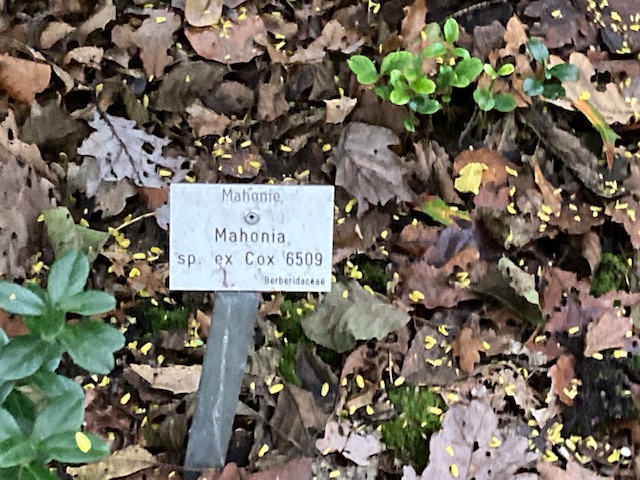 Mahonie
Mahonia
sp. ex Cox 6509
Berberidaceae